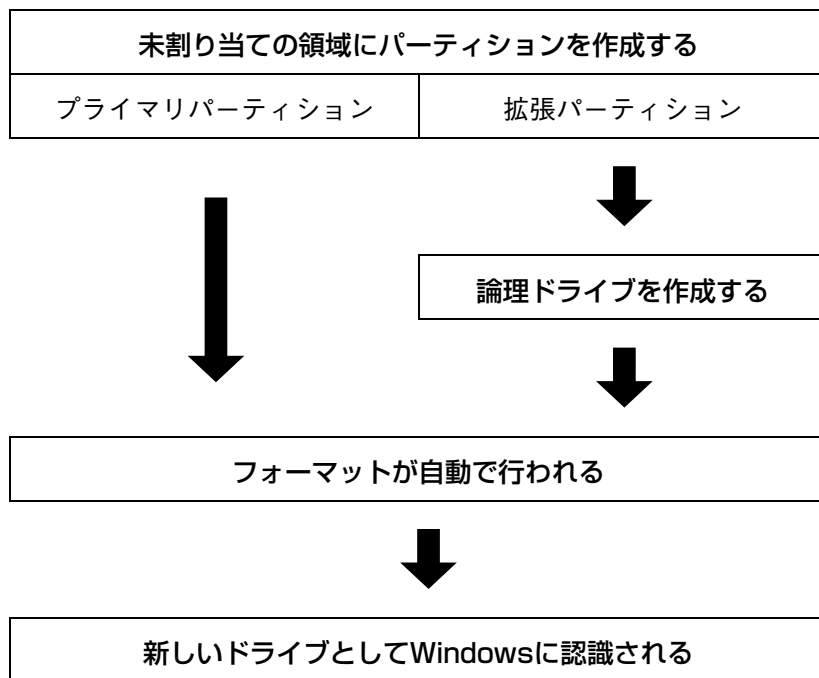 未割り当ての領域にパーティションを作成する
プライマリパーティション
拡張パーティション
論理ドライブを作成する
フォーマットが自動で行われる
新しいドライブとしてWindowsに認識される